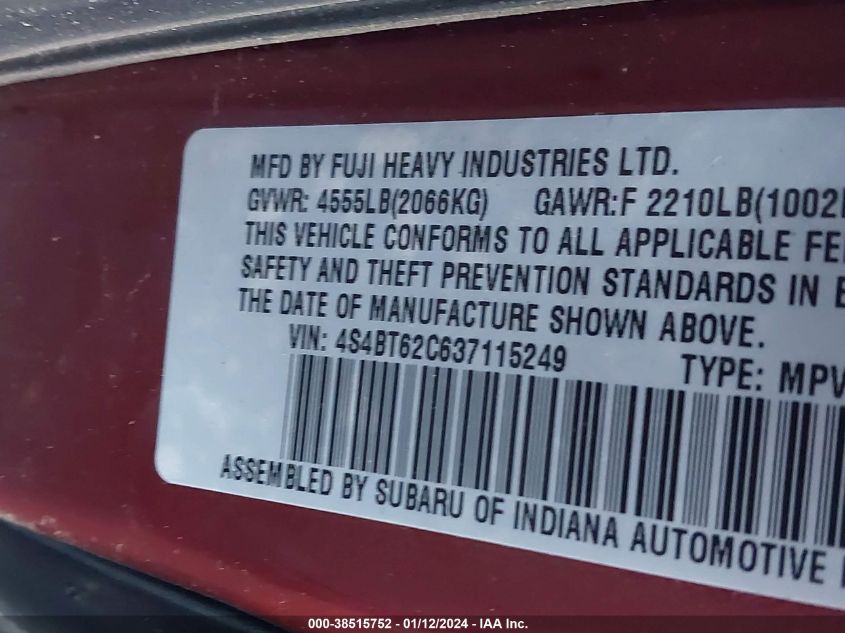 MFD BY FUJI HEAVY INDUSTRIES LTD.
GVWR: 4555LB(2066KG) GAWR:F 2210LB(1002
THIS VEHICLE CONFORMS TO ALL APPLICABLE FE
SAFETY AND THEFT PREVENTION STANDARDS IN E
THE DATE OF MANUFACTURE SHOWN ABOVE.
VIN: 4S4BT62C637115249 TYPE: MPV
ASSEMBLED BY SUBARU OF INDIANA AUTOMOTIVE
000-38515752 - 01/12/2024 - IAA Inc.